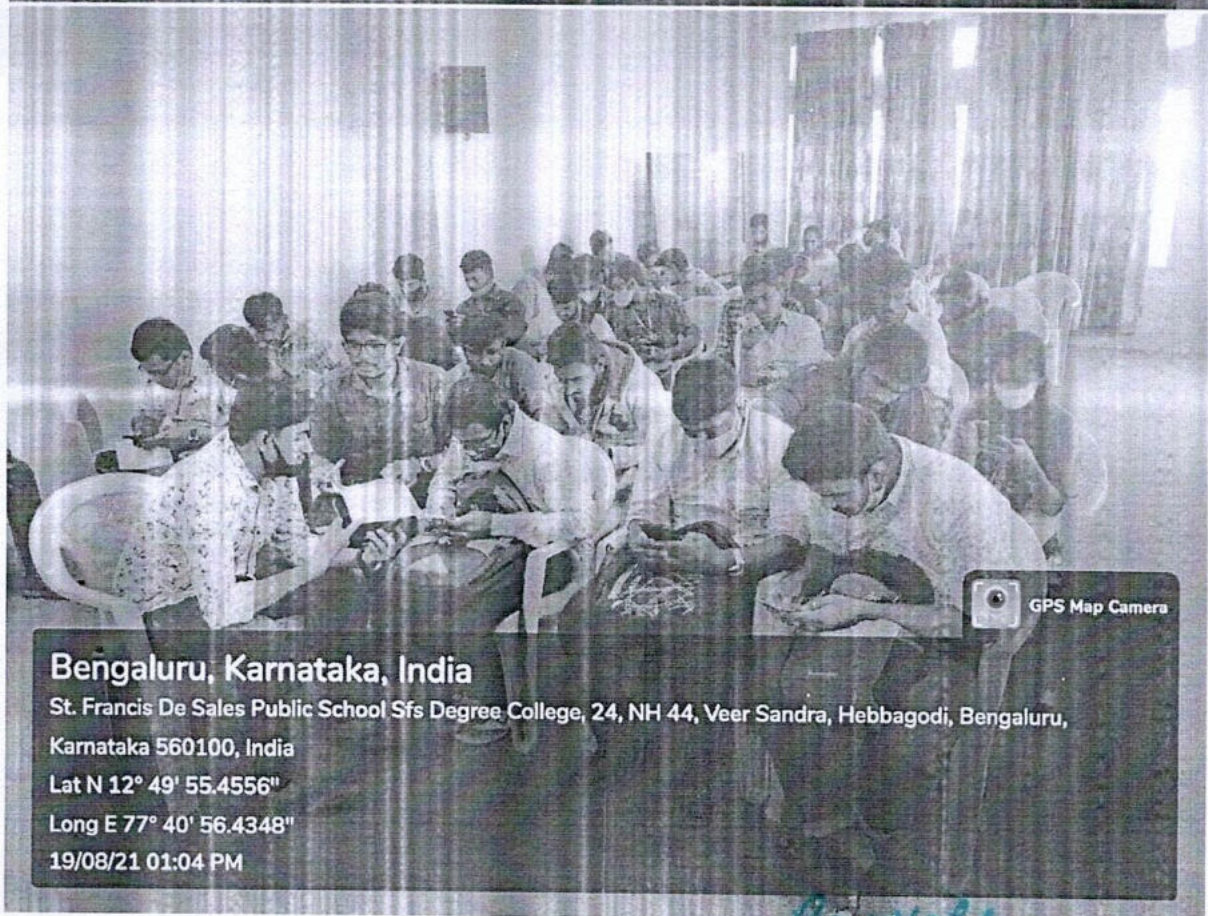 GPS Map Camera
Bengaluru, Karnataka, India
St. Francis De Sales Public School Sfs Degree College, 24, NH 44, Veer Sandra, Hebbagodi, Bengaluru,
Karnataka 560100, India
Lat N 12° 49' 55.4556"
Long E 77° 40' 56.4348"
19/08/21 01:04 PM